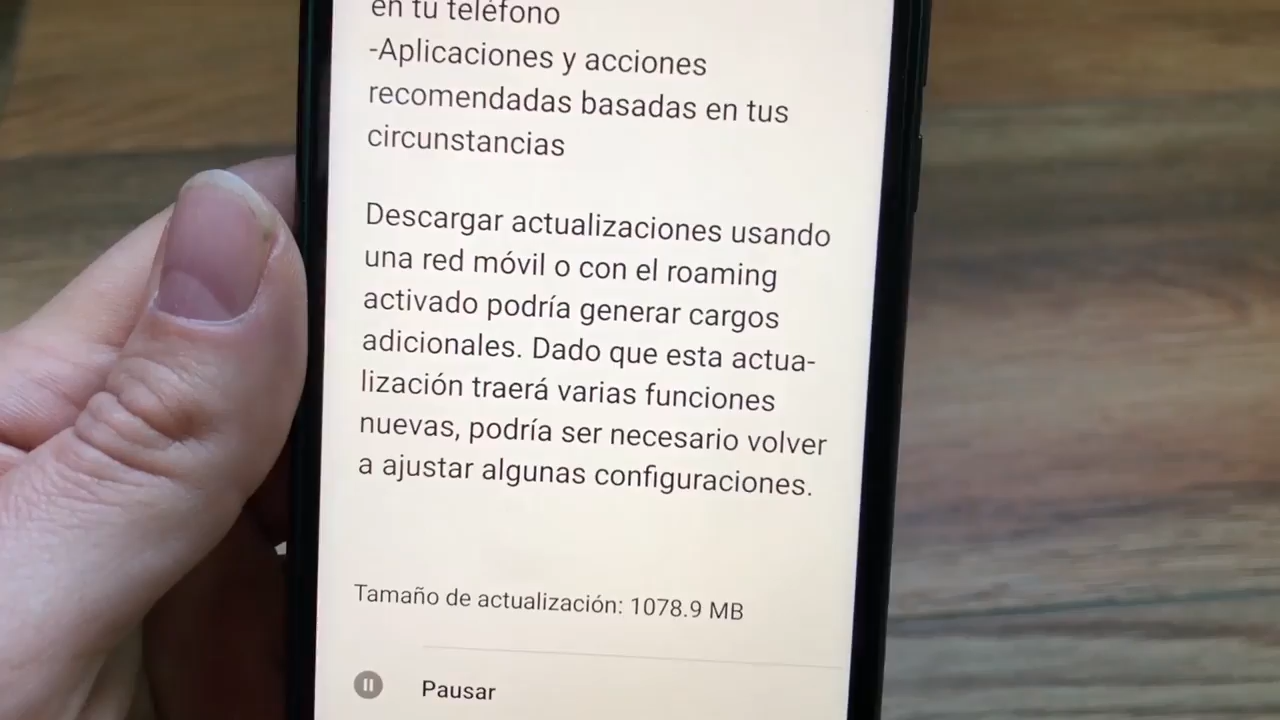 en tu teléfono
-Aplicaciones y acciones
recomendadas basadas en tus
circunstancias
Descargar actualizaciones usando
una red móvil o con el roaming
activado podría generar cargos
adicionales. Dado que esta actua-
lización traerá varias funciones
nuevas, podría ser necesario volver
a ajustar algunas configuraciones.
Tamaño de actualización: 1078.9 MB
Pausar